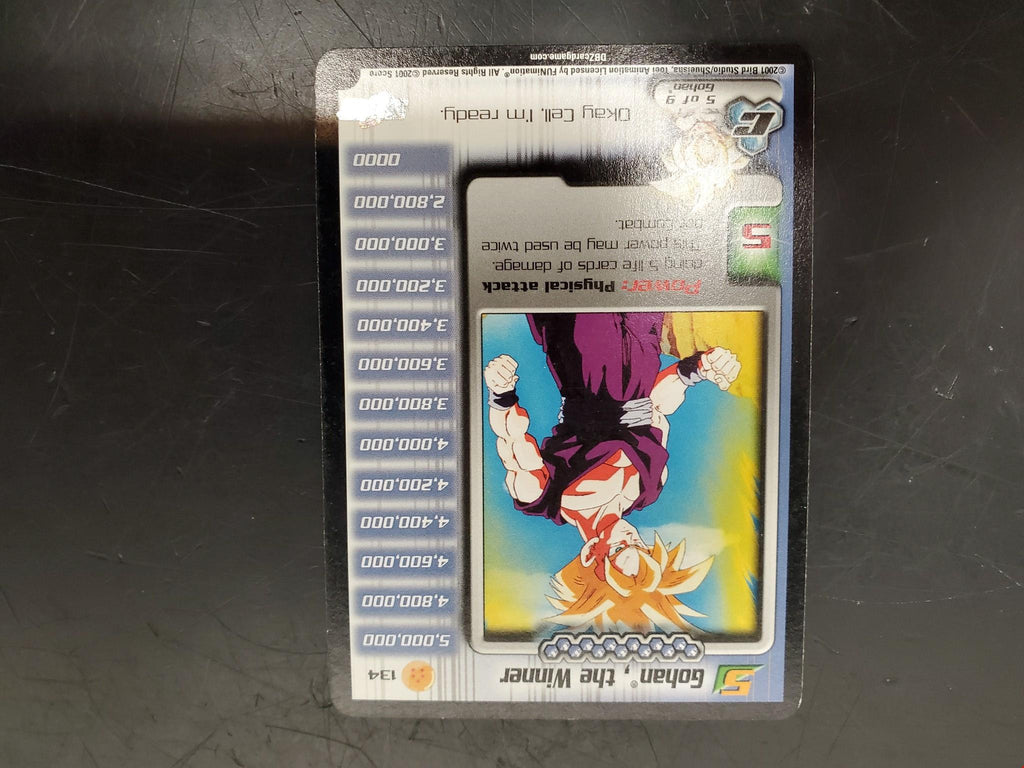 5
Gohan®, the Winner
134
5,000,000
4,800,000
4,600,000
4,400,000
4,200,000
4,000,000
3,800,000
3,600,000
3,400,000
3,200,000
3,000,000
2,800,000
0000
Power: Physical attack
doing 5 life cards of damage.
This power may be used twice
per combat.
5
Okay Cell, I'm ready.
5 of 9
Gohan®
©2001 Bird Studio/Shueisha, Toei Animation Licensed by FUNimation®. All Rights Reserved ©2001 Score
DBZcardgame.com